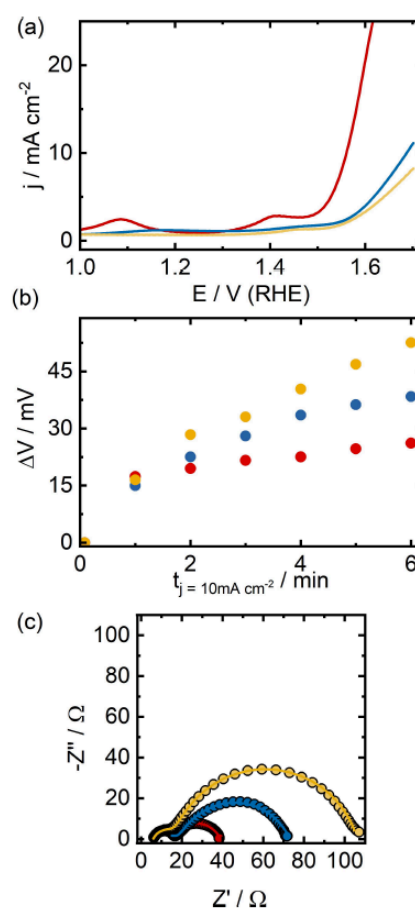 (a)
20
10
0
j / mA cm⁻²
1.0 1.2 1.4 1.6
E / V (RHE)
(b)
45
30
15
0
ΔV / mV
0 2 4 6
t j = 10mA cm⁻² / min
(c)
100
80
60
40
20
0
-Z'' / Ω
0 20 40 60 80 100
Z' / Ω